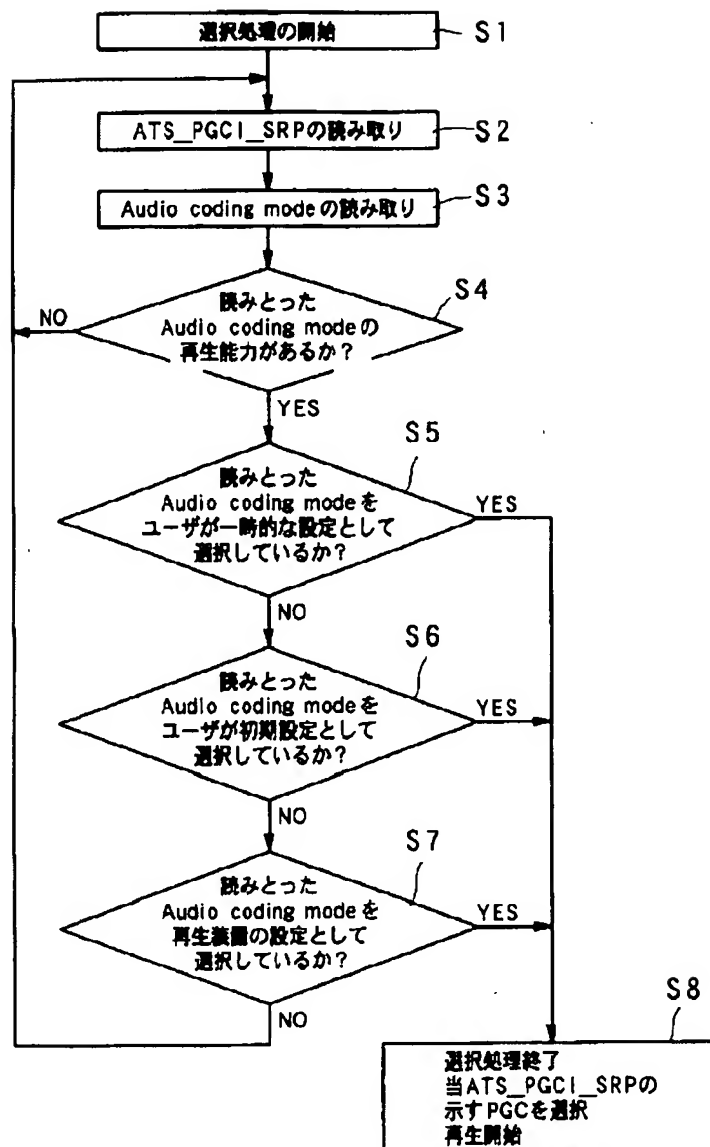 選択処理の開始
S1
ATS_PGCI_SRPの読み取り
S2
Audio coding modeの読み取り
S3
読みとった
Audio coding modeの
再生能力があるか？
S4
NO
YES
読みとった
Audio coding modeを
ユーザが一時的な設定として
選択しているか？
S5
YES
NO
読みとった
Audio coding modeを
ユーザが初期設定として
選択しているか？
S6
YES
NO
読みとった
Audio coding modeを
再生装置の設定として
選択しているか？
S7
YES
NO
S8
選択処理終了
当ATS_PGCI_SRPの
示すPGCを選択
再生開始